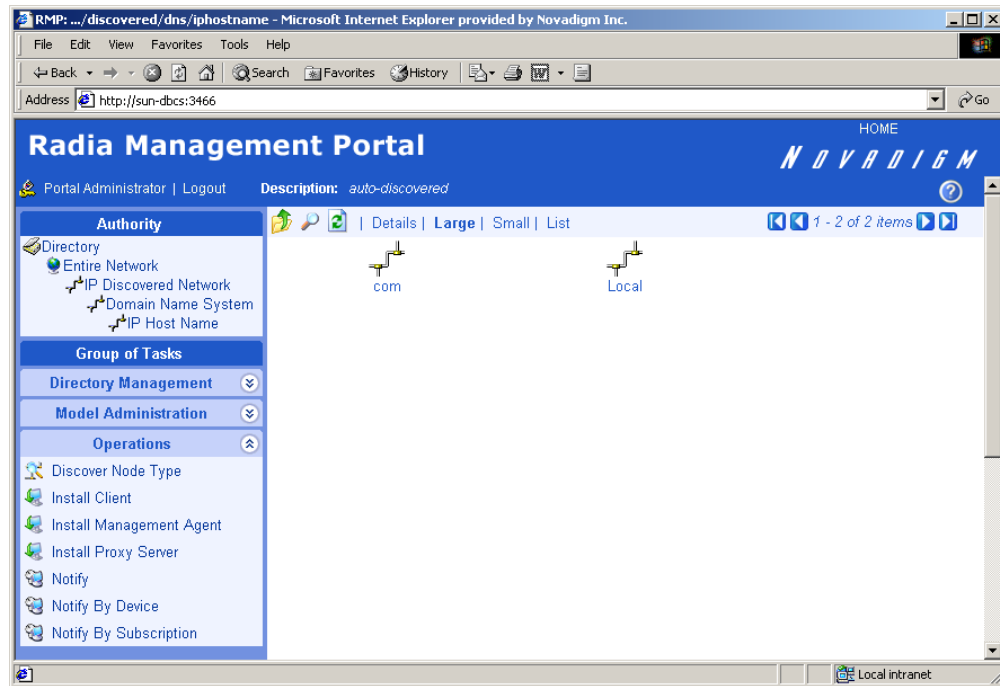 RMP: .../discovered/dns/iphostname - Microsoft Internet Explorer provided by Novadigm Inc.
File Edit View Favorites Tools Help
Back Search Favorites History
Address http://sun-dbcs:3466 Go
Radia Management Portal
HOME
NOVADIGM
Portal Administrator | Logout Description: auto-discovered
Authority
Directory
Entire Network
IP Discovered Network
Domain Name System
IP Host Name
| Details | Large | Small | List 1 - 2 of 2 items
com Local
Group of Tasks
Directory Management
Model Administration
Operations
Discover Node Type
Install Client
Install Management Agent
Install Proxy Server
Notify
Notify By Device
Notify By Subscription
Local intranet